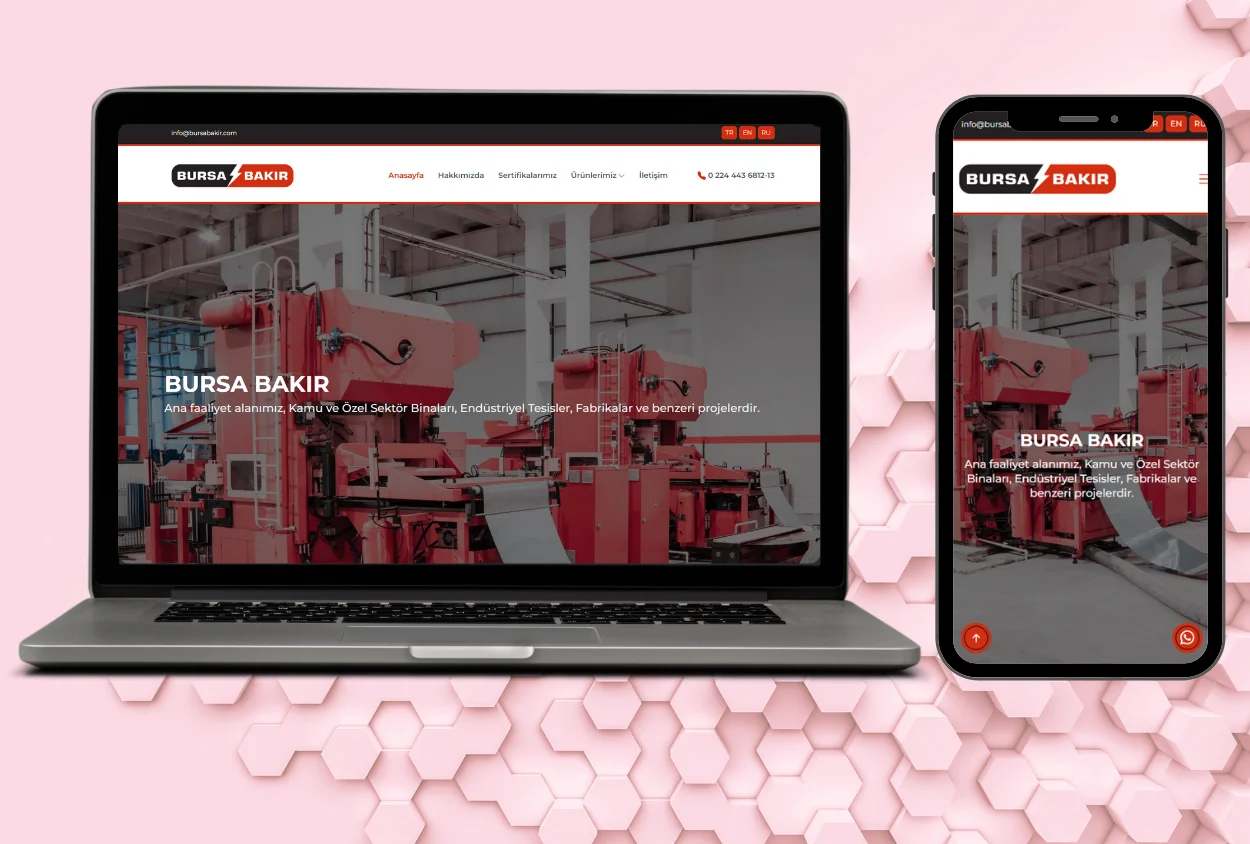 info@bursabakir.com
TR EN RU
BURSA BAKIR
Anasayfa Hakkımızda Sertifikalarımız Ürünlerimiz İletişim 0 224 443 6812-13
BURSA BAKIR
Ana faaliyet alanımız, Kamu ve Özel Sektör Binaları, Endüstriyel Tesisler, Fabrikalar ve benzeri projelerdir.
info@bursab
R EN RU
BURSA BAKIR
BURSA BAKIR
Ana faaliyet alanımız, Kamu ve Özel Sektör
Binaları, Endüstriyel Tesisler, Fabrikalar ve
benzeri projelerdir.